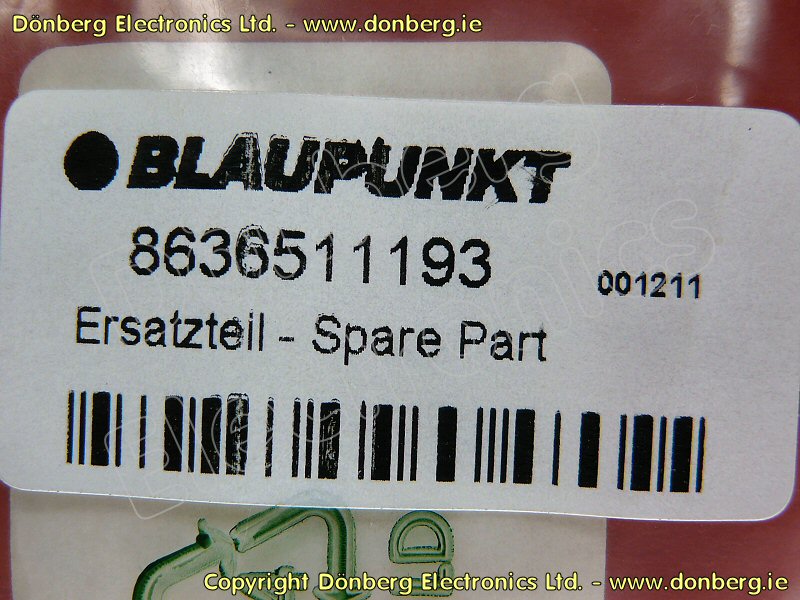 Dönberg Electronics Ltd. - www.donberg.ie
BLAUPUNKT
8636511193
001211
Ersatzteil - Spare Part
Copyright Dönberg Electronics Ltd. - www.donberg.ie